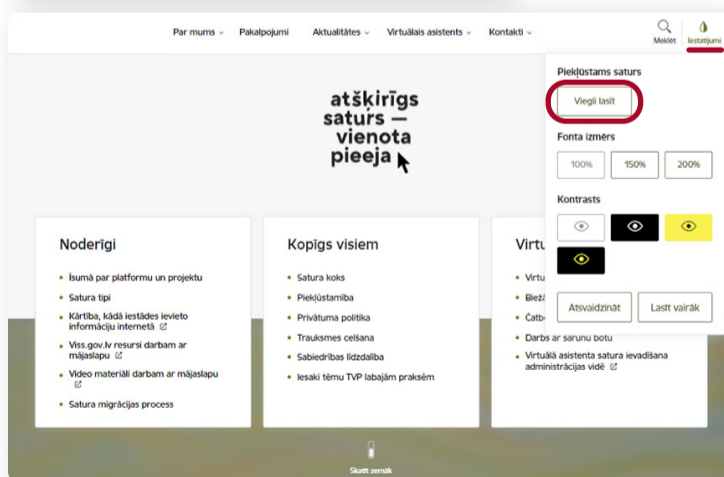 Par mums
Pakalpojumi
Aktualitātes
Virtuālais asistents
Kontakti
Meklēt
Iestatījumi
Piekļūstams saturs
Viegli lasīt
Fonta izmērs
100%
150%
200%
Kontrasts
Atsvaidzināt
Lasīt vairāk
atšķirīgs
saturs —
vienota
pieeja
Noderīgi
Īsumā par platformu un projektu
Satura tipi
Kārtība, kādā iestādes ievieto
informāciju internetā
Viss.gov.lv resursi darbam ar
mājaslapu
Video materiāli darbam ar mājaslapu
Satura migrācijas process
Kopīgs visiem
Satura koks
Piekļūstamība
Privātuma politika
Trauksmes celšana
Sabiedrības līdzdalība
Iesaki tēmu TVP labajām praksēm
Virtu
Virtu
Biežā
Čatbo
Darbs ar sarunu botu
Virtuālā asistenta satura ievadīšana
administrācijas vidē
Skatīt zemāk